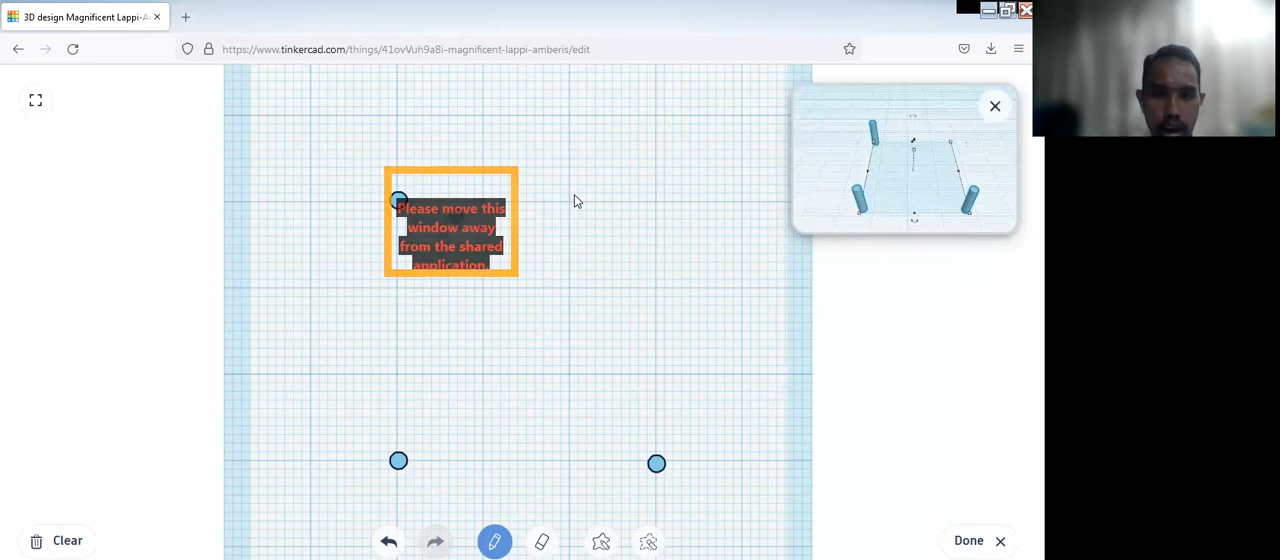 3D design Magnificent Lappi-A
https://www.tinkercad.com/things/41ovVuh9a8i-magnificent-lappi-amberis/edit
Please move this
window away
from the shared
application.
Clear
Done